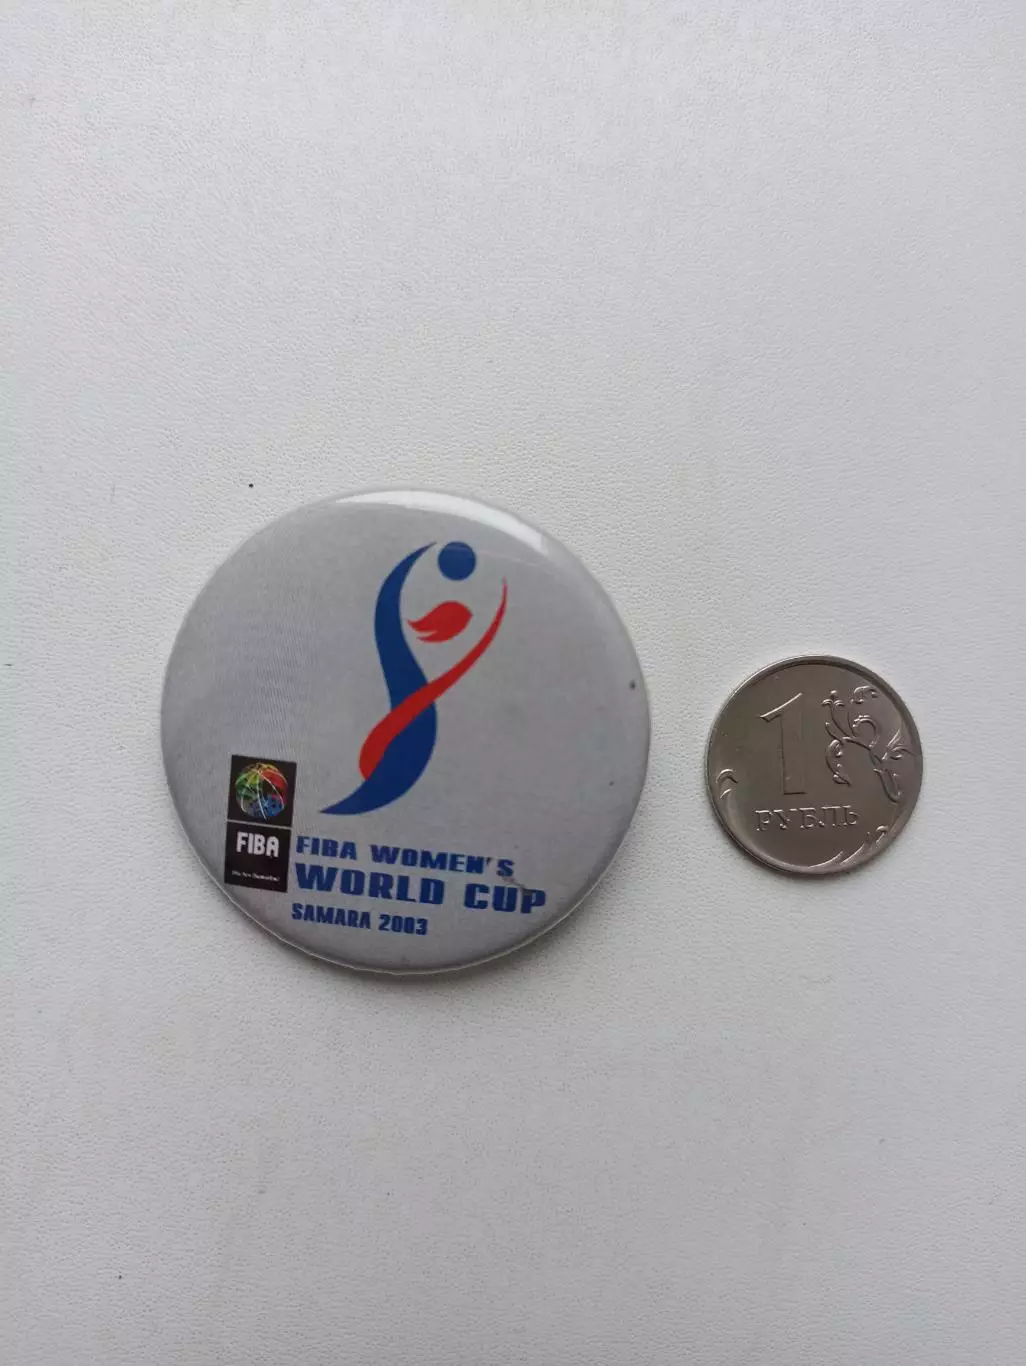 FIBA
FIBA WOMEN'S
WORLD CUP
SAMARA 2003
1
РУБЛЬ